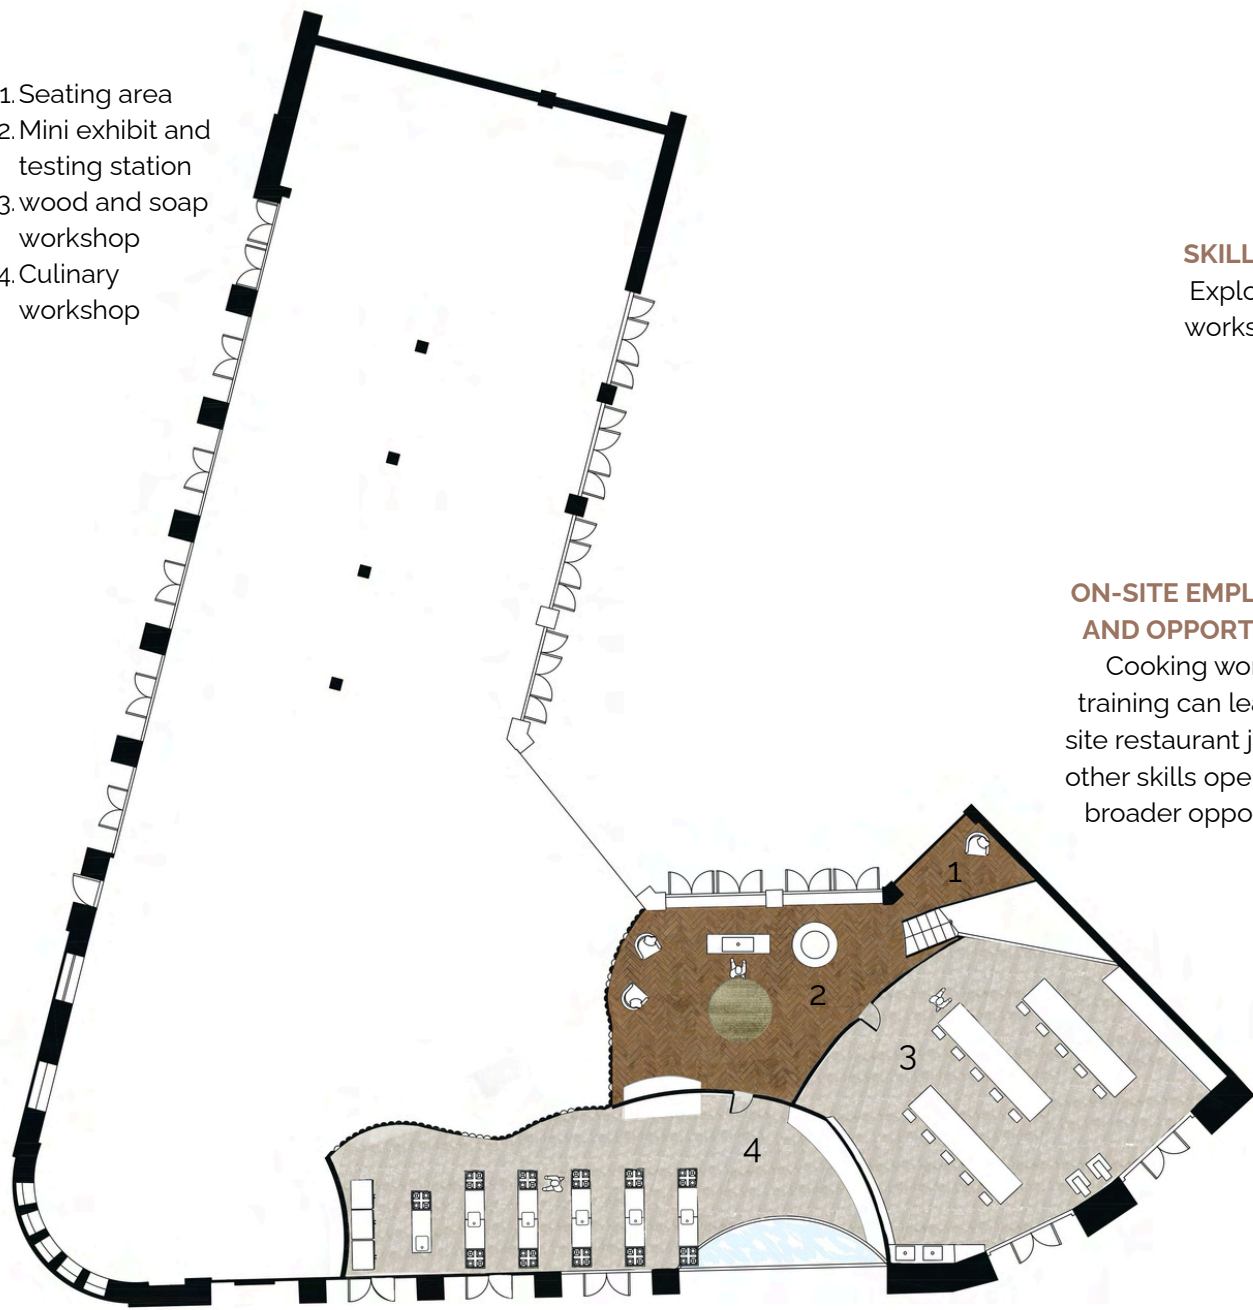 1. Seating area
2. Mini exhibit and
testing station
3. wood and soap
workshop
4. Culinary
workshop
SKILL
Explo
works
ON-SITE EMPL
AND OPPORT
Cooking wor
training can lea
site restaurant j
other skills ope
broader oppo
1
2
3
4